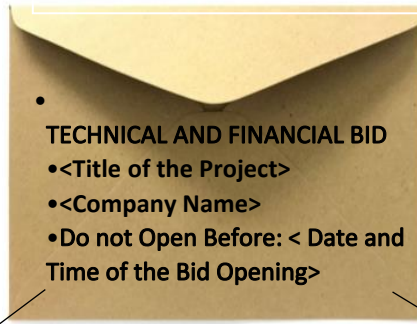 •
TECHNICAL AND FINANCIAL BID
•<Title of the Project>
•<Company Name>
•Do not Open Before: < Date and
Time of the Bid Opening>